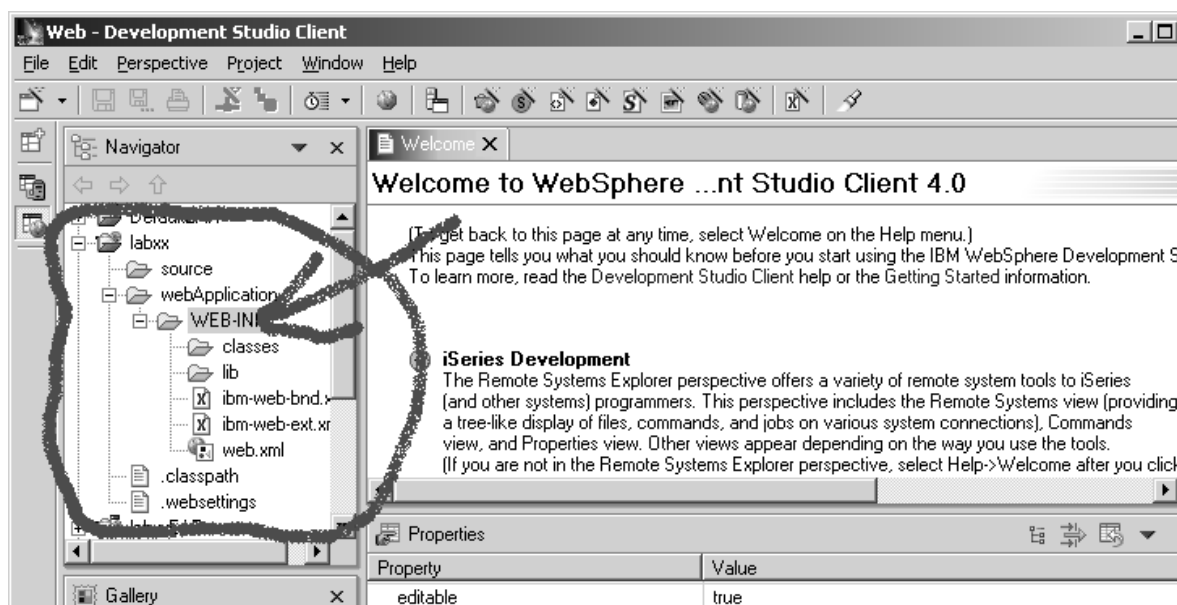 Web - Development Studio Client
File Edit Perspective Project Window Help
Navigator
Welcome
Welcome to WebSphere ...nt Studio Client 4.0
labxx
source
webApplication
WEB-IN
classes
lib
ibm-web-bnd.x
ibm-web-ext.xr
web.xml
.classpath
.websettings
(To get back to this page at any time, select Welcome on the Help menu.)
This page tells you what you should know before you start using the IBM WebSphere Development S
To learn more, read the Development Studio Client help or the Getting Started information.
iSeries Development
The Remote Systems Explorer perspective offers a variety of remote system tools to iSeries
(and other systems) programmers. This perspective includes the Remote Systems view (providing
a tree-like display of files, commands, and jobs on various system connections), Commands
view, and Properties view. Other views appear depending on the way you use the tools.
(If you are not in the Remote Systems Explorer perspective, select Help->Welcome after you click
Properties
Property Value
editable true
Gallery